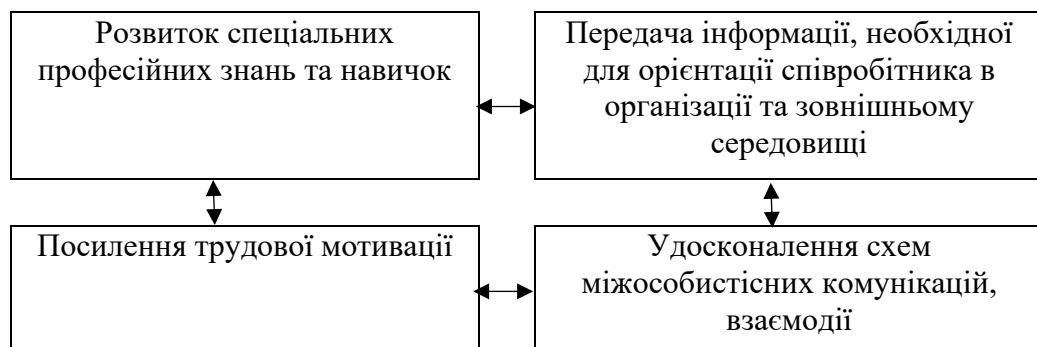 Розвиток спеціальних
професійних знань та навичок
Передача інформації, необхідної
для орієнтації співробітника в
організації та зовнішньому
середовищі
Посилення трудової мотивації
Удосконалення схем
міжособистісних комунікацій,
взаємодії